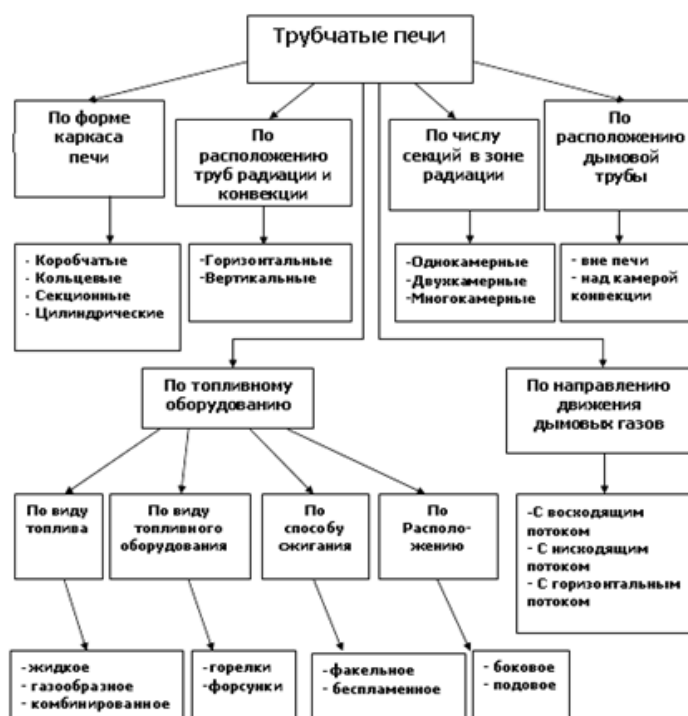 Трубчатые печи
По форме
каркаса
печи
По
расположению
труб радиации и
конвекции
По числу
секций в зоне
радиации
По
расположению
дымовой
трубы
- Коробчатые
- Кольцевые
- Секционные
- Цилиндрические
-Горизонтальные
-Вертикальные
-Однокамерные
-Двухкамерные
-Многокамерные
- вне печи
- над камерой
конвекции
По топливному
оборудованию
По направлению
движения
дымовых газов
По виду
топлива
По виду
топливного
оборудования
По
способу
сжигания
По
Располо-
жению
-С восходящим
потоком
- С нисходящим
потоком
- С горизонтальным
потоком
-жидкое
- газообразное
- комбинированное
-горелки
-форсунки
- факельное
- беспламенное
- боковое
- подовое